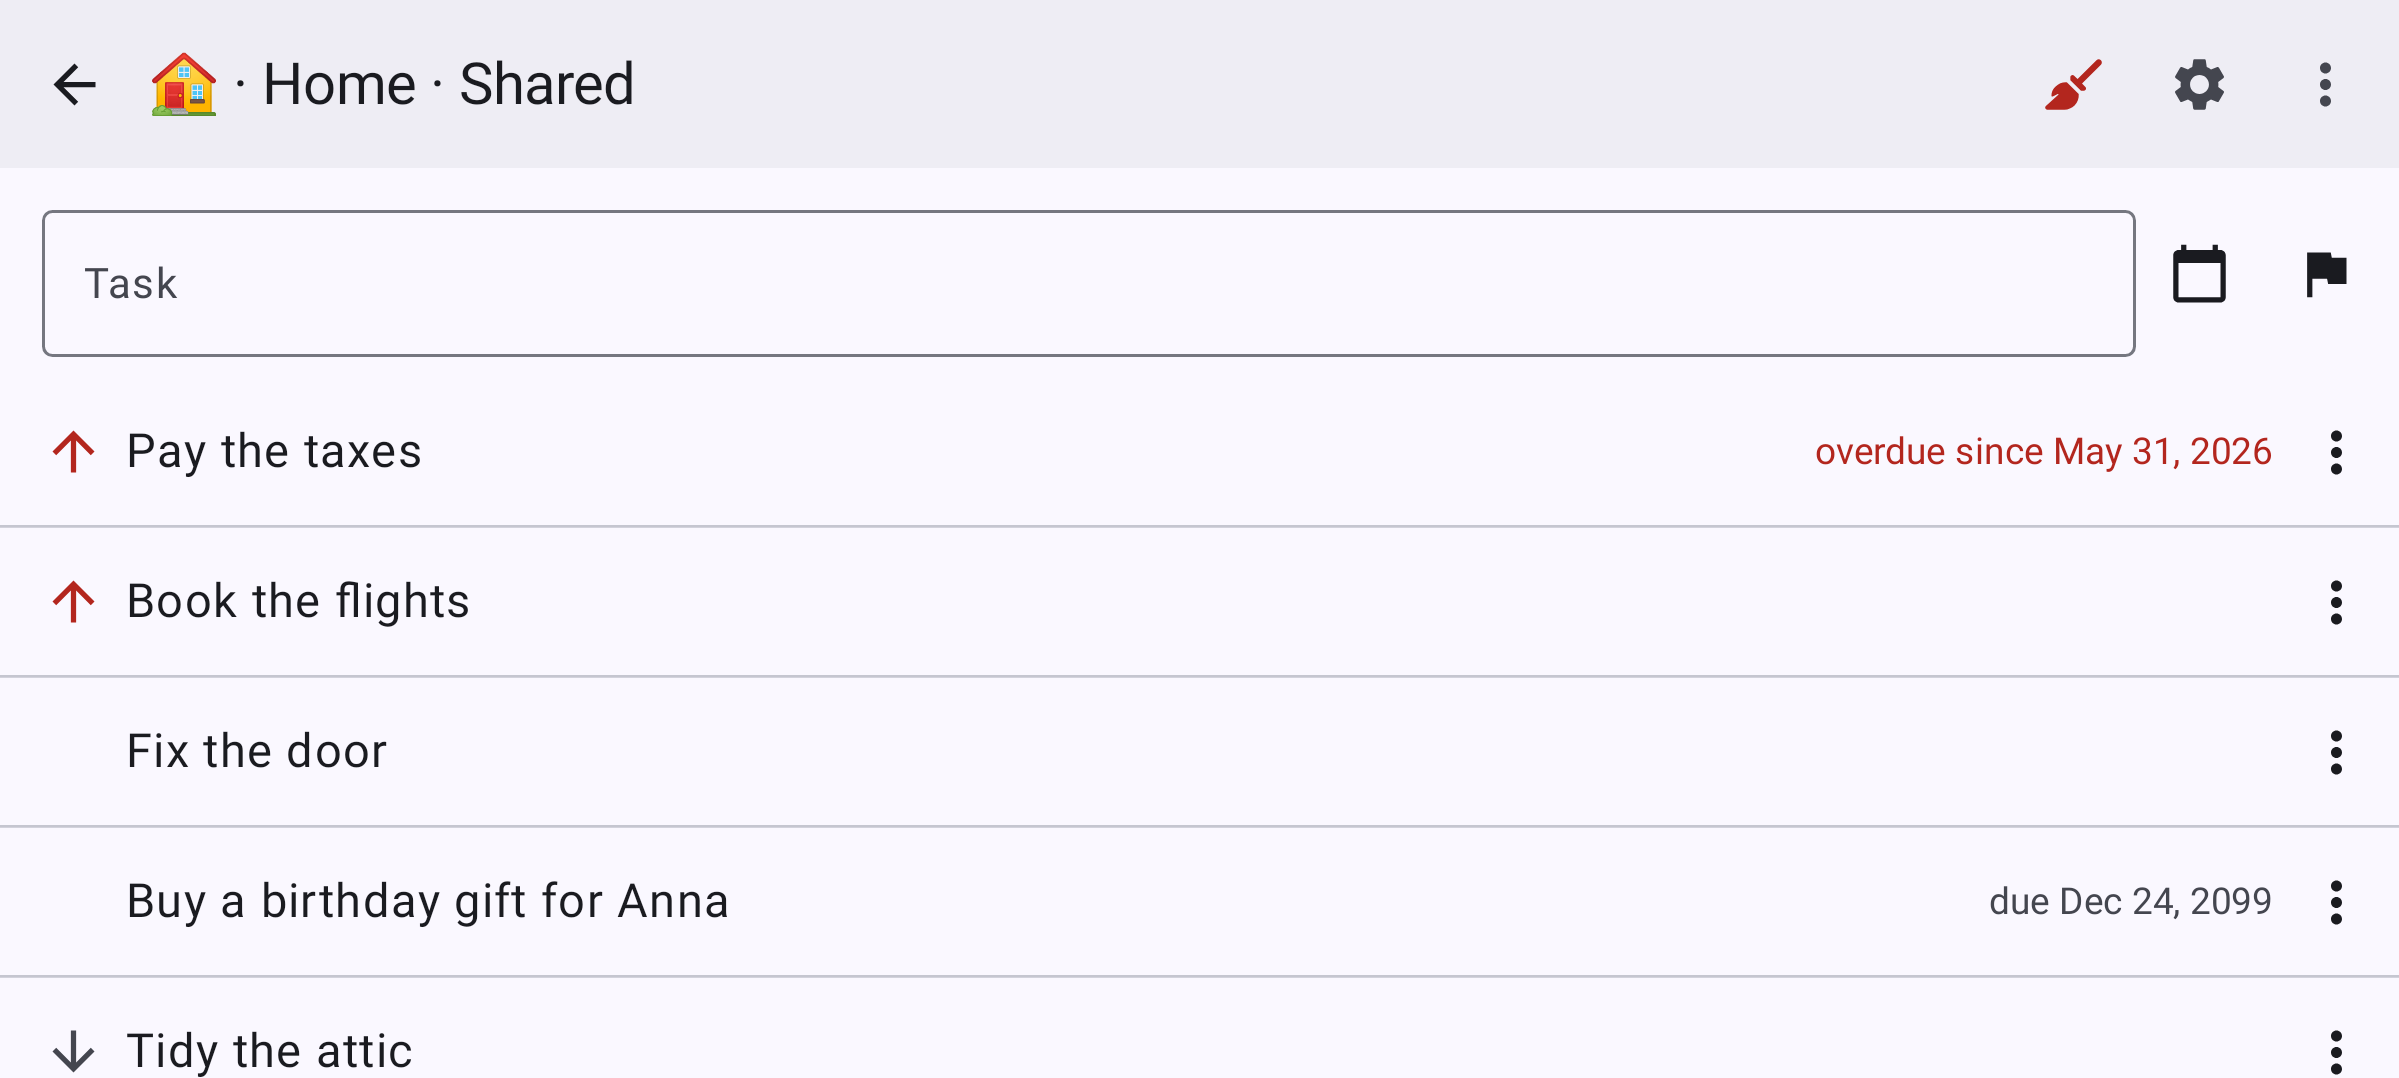 🏡 · Home · Shared
Task
Pay the taxes overdue since May 31, 2026
Book the flights
Fix the door
Buy a birthday gift for Anna due Dec 24, 2099
Tidy the attic